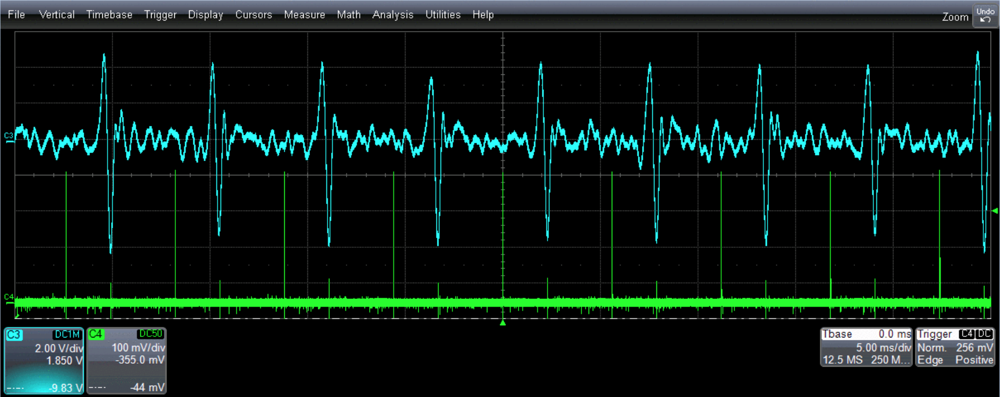 File Vertical Timebase Trigger Display Cursors Measure Math Analysis Utilities Help
Zoom
Undo
C3
C4
C3 DC1M
2.00 V/div
1.850 V
-9.83 V
C4 DC50
100 mV/div
-355.0 mV
-44 mV
Tbase 0.0 ms
5.00 ms/div
12.5 MS 250 M...
Trigger C4 DC
Norm. 256 mV
Edge Positive